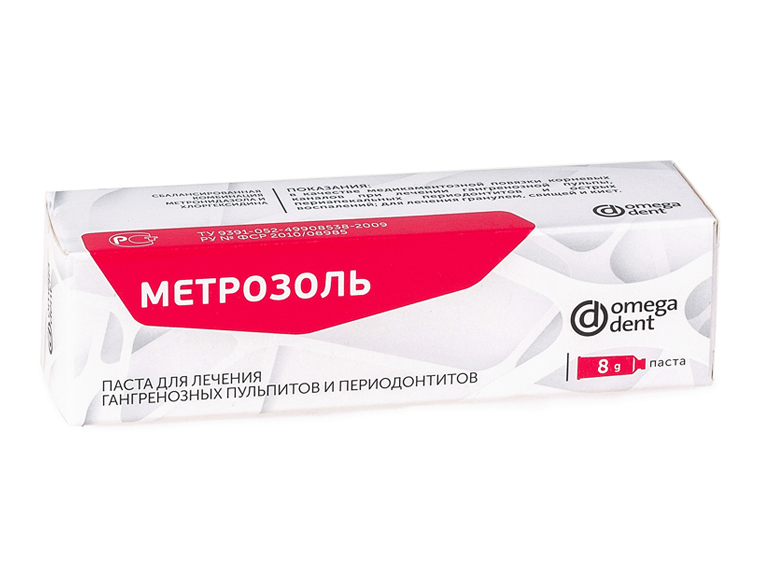 СБАЛАНСИРОВАННАЯ
КОМБИНАЦИЯ
МЕТРОНИДАЗОЛА И
ХЛОРГЕКСИДИНА
ПОКАЗАНИЯ:
в качестве медикаментозной повязки корневых
каналов при лечении гангренозной пульпы,
периапекальных периодонтитов и острых
воспалений; для лечения гранулем, свищей и кист.
omega
dent
ТУ 9391-052-49908538-2009
РУ № ФСР 2010/08985
МЕТРОЗОЛЬ
omega
dent
8 g паста
ПАСТА ДЛЯ ЛЕЧЕНИЯ
ГАНГРЕНОЗНЫХ ПУЛЬПИТОВ И ПЕРИОДОНТИТОВ